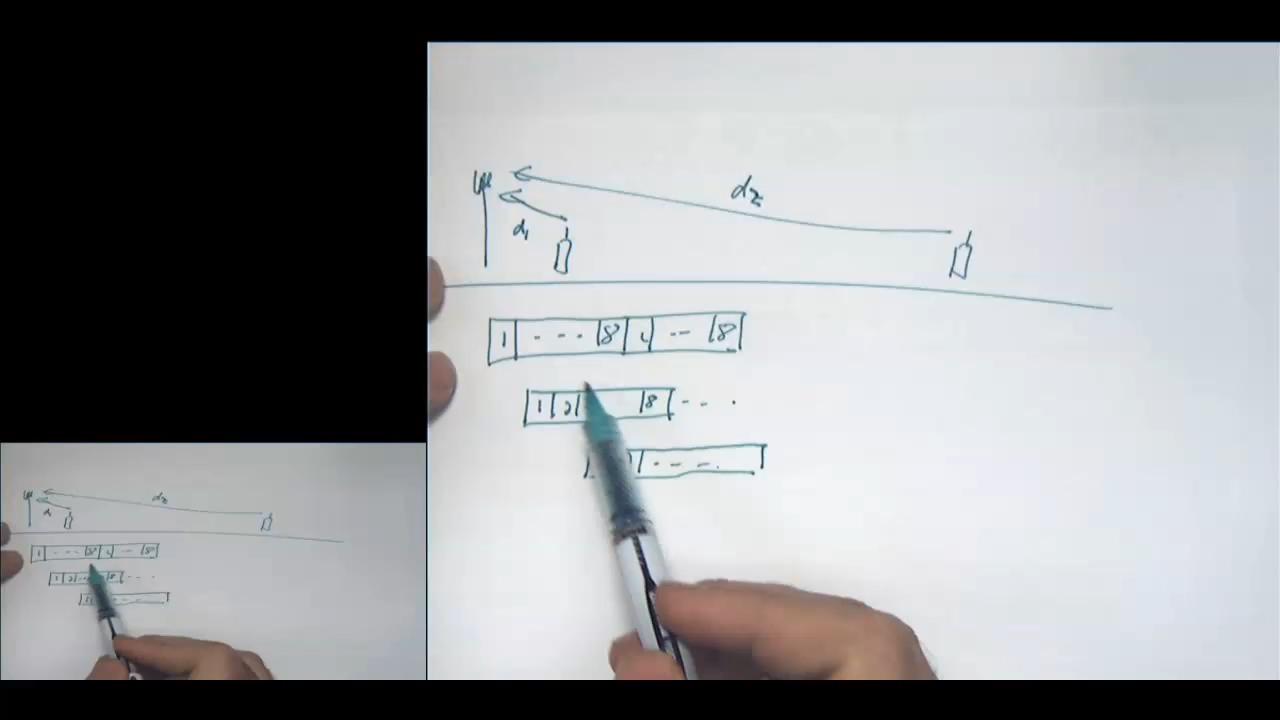 d2
d1
1 - - - 8 1 -- 8
1 2 8 -- .
- - - .